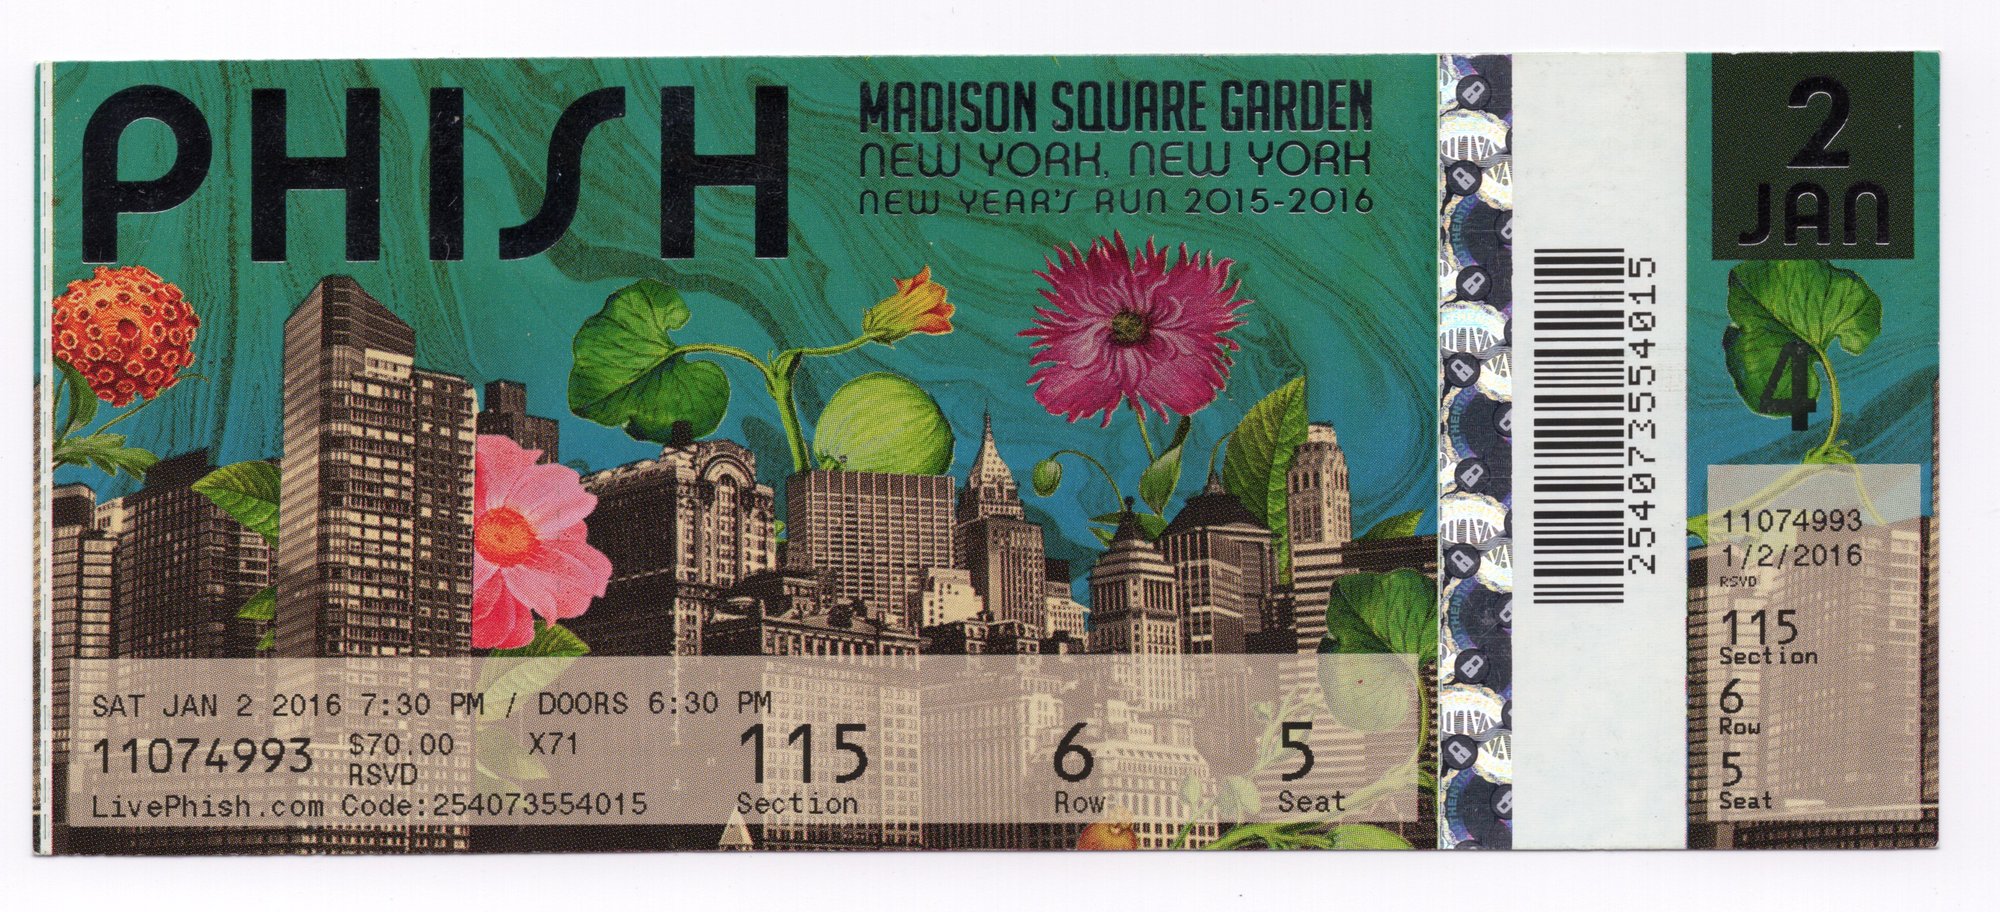 PHISH
MADISON SQUARE GARDEN
NEW YORK, NEW YORK
NEW YEAR'S RUN 2015-2016
SAT JAN 2 2016 7:30 PM / DOORS 6:30 PM
11074993 $70.00 X71
RSVD
LivePhish.com Code:254073554015
115
Section
6
Row
5
Seat
254073554015
2
JAN
4
11074993
1/2/2016
RSVD
115
Section
6
Row
5
Seat